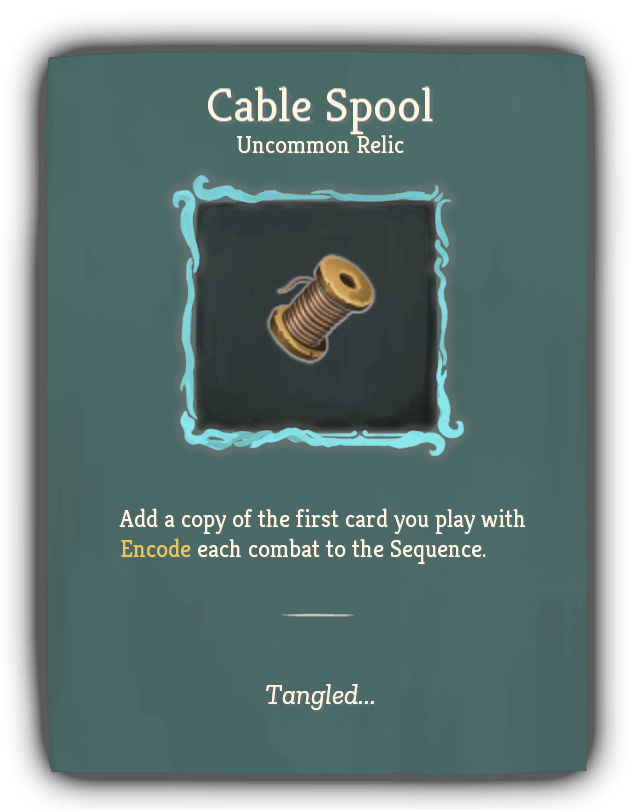 Cable Spool
Uncommon Relic
Add a copy of the first card you play with
Encode each combat to the Sequence.
Tangled...